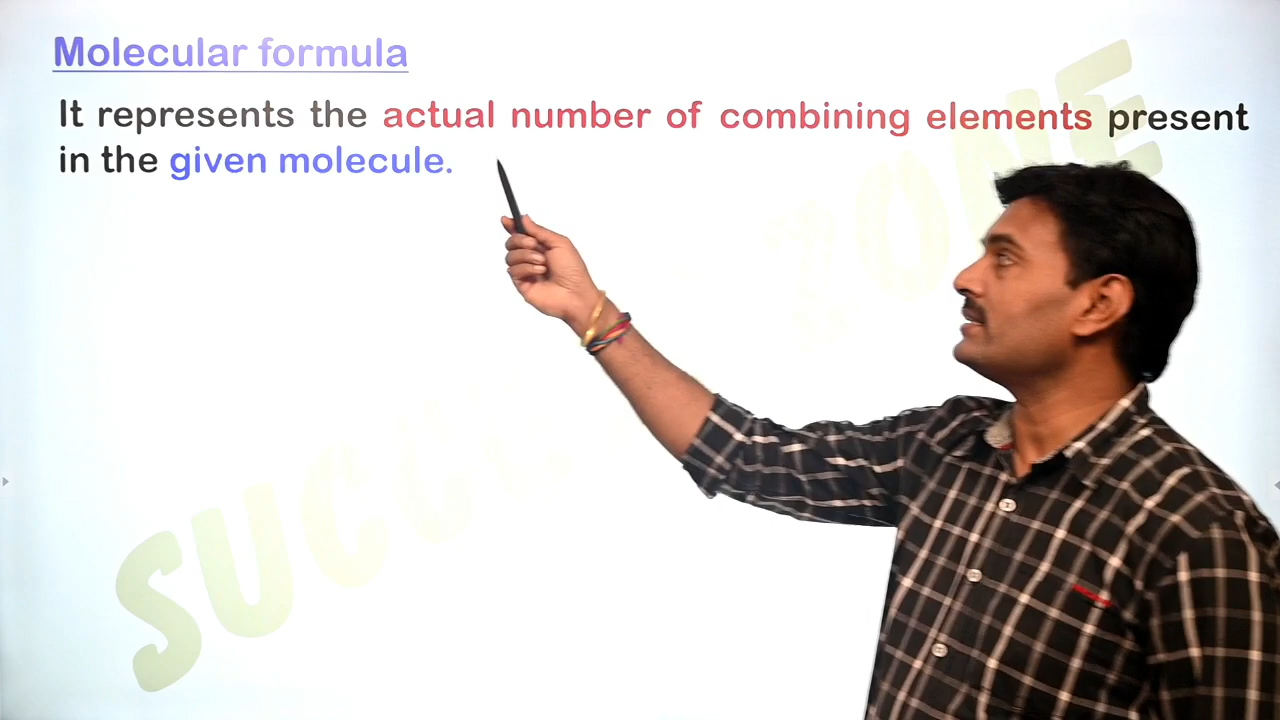 Molecular formula
It represents the actual number of combining elements present
in the given molecule.